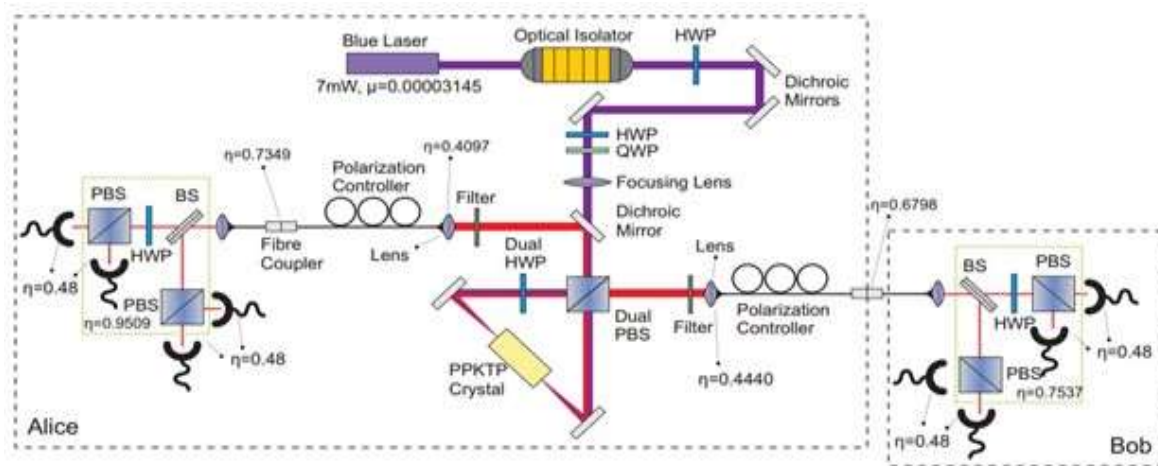 Blue Laser
7mW, μ=0.00003145
Optical Isolator
HWP
Dichroic
Mirrors
HWP
QWP
Focusing Lens
Dichroic
Mirror
η=0.7349
Polarization
Controller
η=0.4097
Filter
Lens
Fibre
Coupler
PBS
BS
HWP
η=0.48
PBS
η=0.9509
η=0.48
Dual
HWP
Dual
PBS
PPKTP
Crystal
Filter
Lens
Polarization
Controller
η=0.4440
η=0.6798
BS
PBS
HWP
η=0.48
PBS
η=0.7537
η=0.48
Alice
Bob